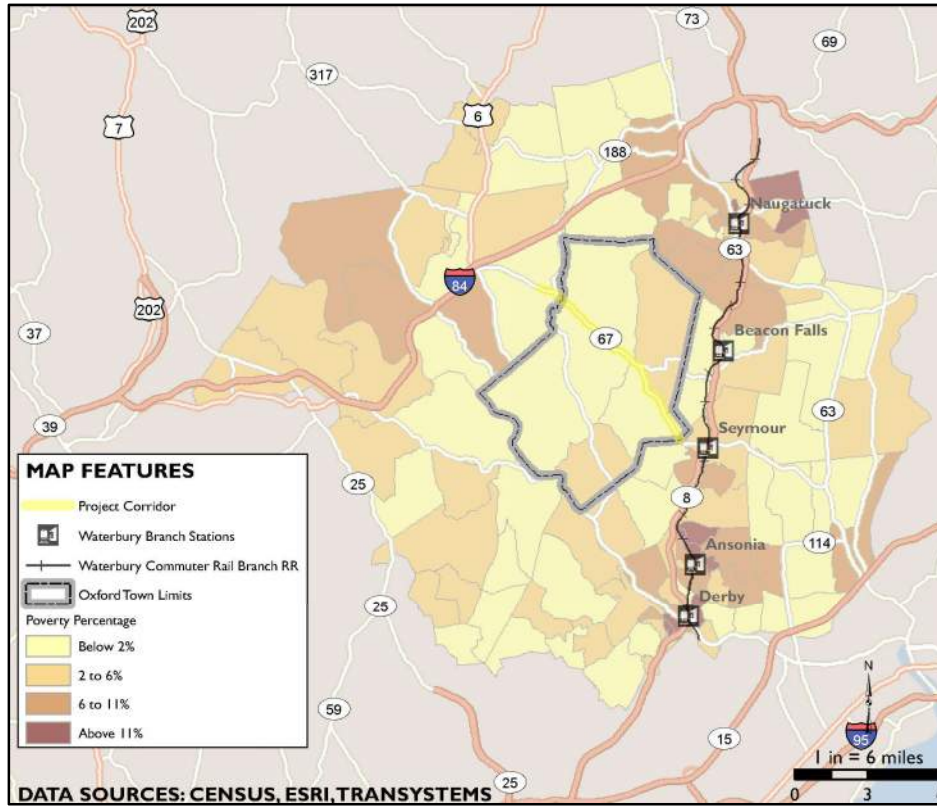 202
73
69
317
6
7
188
Naugatuck
63
84
202
37
67
Beacon Falls
63
39
Seymour
25
8
114
Ansonia
Derby
25
59
15
25
N
95
MAP FEATURES
Project Corridor
Waterbury Branch Stations
Waterbury Commuter Rail Branch RR
Oxford Town Limits
Poverty Percentage
Below 2%
2 to 6%
6 to 11%
Above 11%
1 in = 6 miles
0 3
DATA SOURCES: CENSUS, ESRI, TRANSYSTEMS